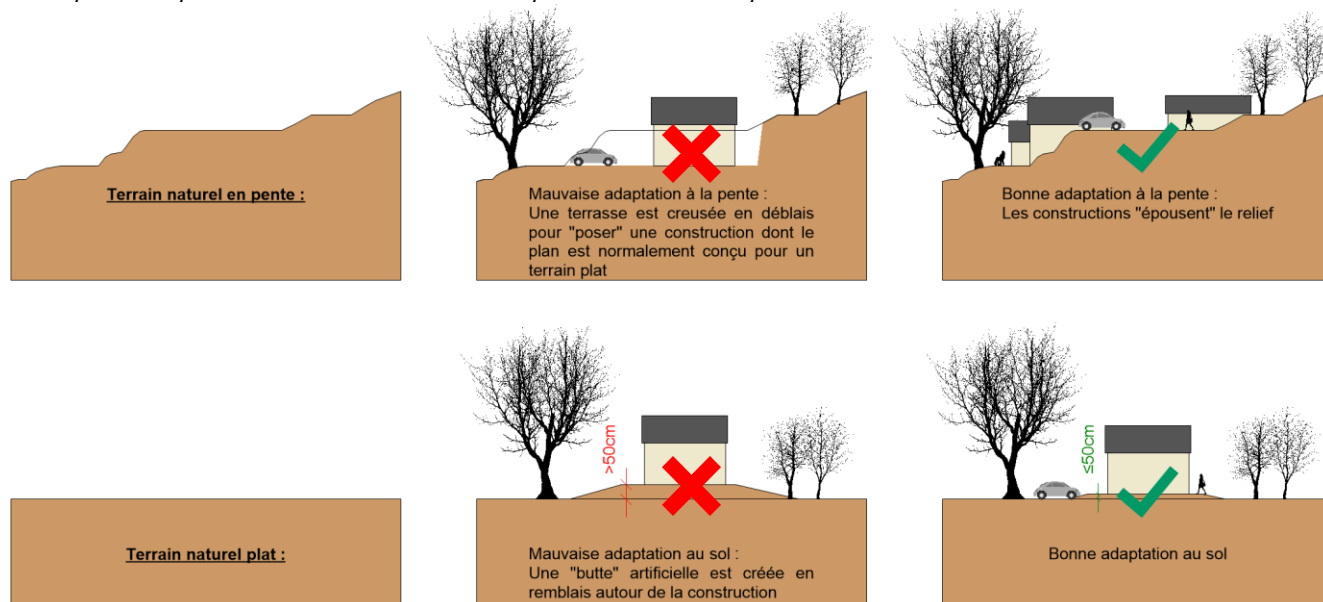 Terrain naturel en pente :
Mauvaise adaptation à la pente :
Une terrasse est creusée en déblais
pour "poser" une construction dont le
plan est normalement conçu pour un
terrain plat
Bonne adaptation à la pente :
Les constructions "épousent" le relief
Terrain naturel plat :
>50cm
Mauvaise adaptation au sol :
Une "butte" artificielle est créée en
remblais autour de la construction
≤50cm
Bonne adaptation au sol